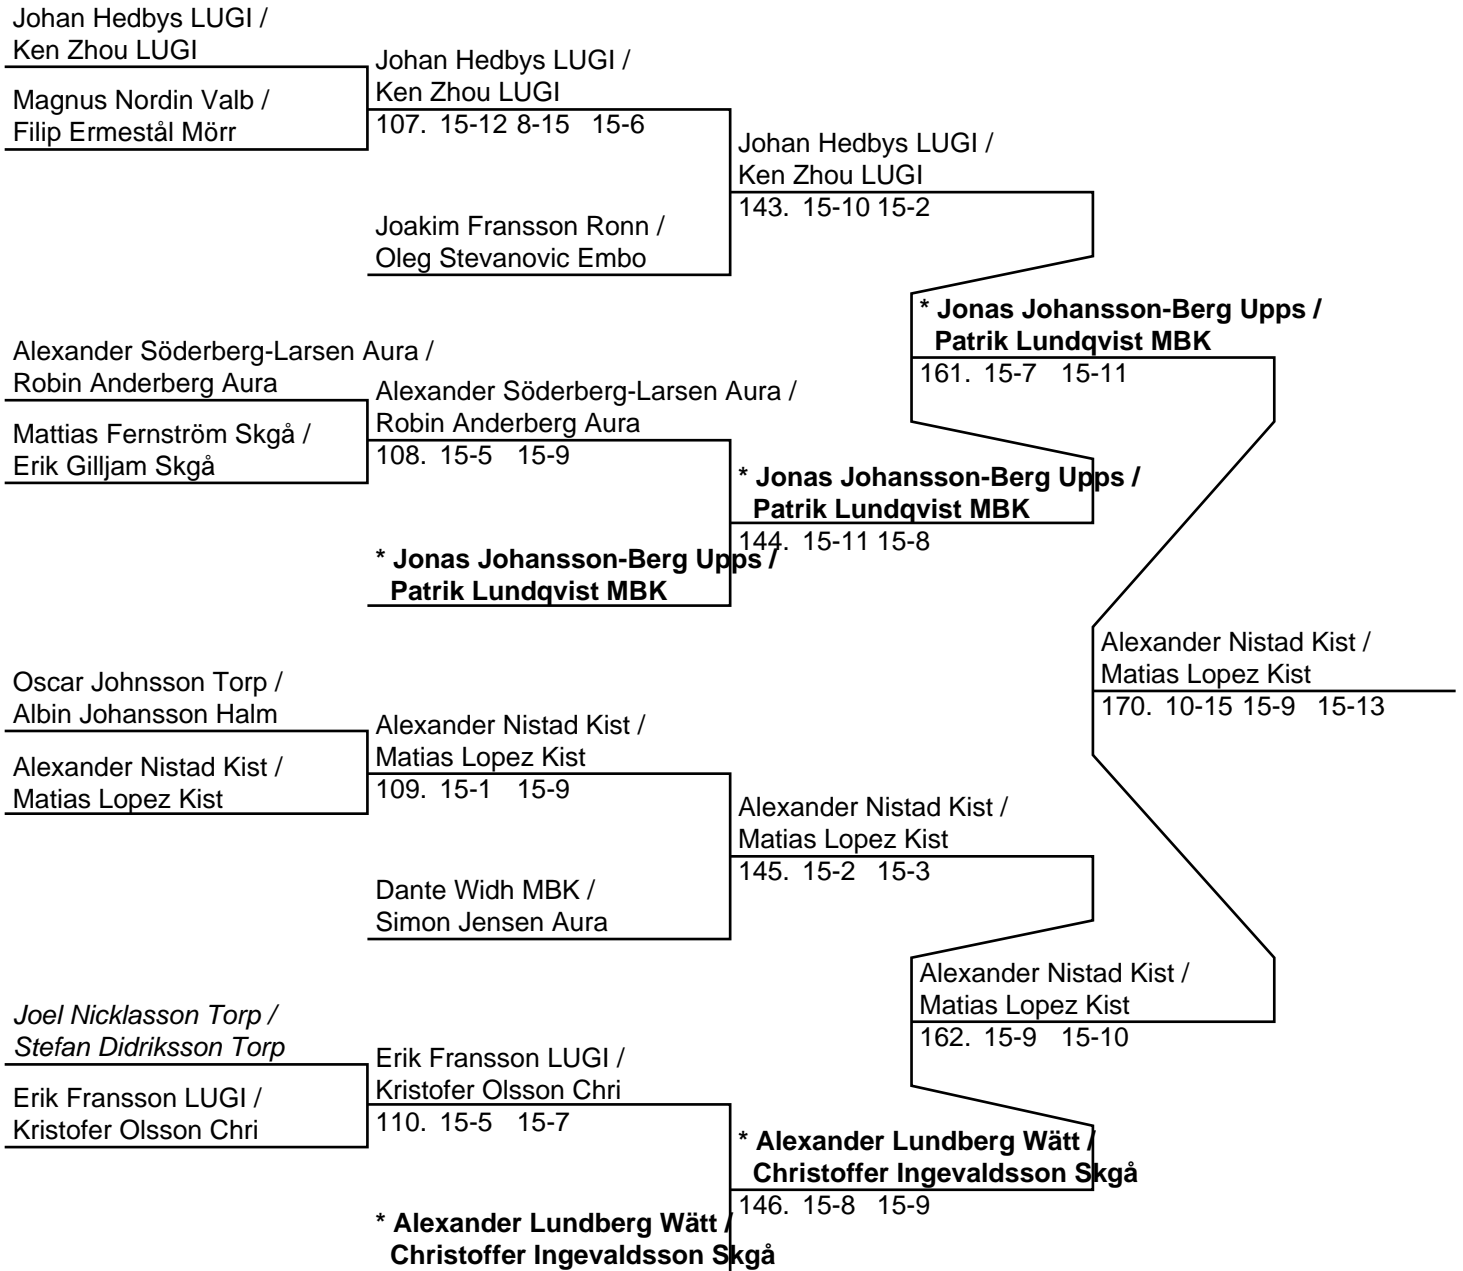 Johan Hedbys LUGI /
Ken Zhou LUGI
Magnus Nordin Valb /
Filip Ermestål Mörr
Johan Hedbys LUGI /
Ken Zhou LUGI
107. 15-12 8-15 15-6
Joakim Fransson Ronn /
Oleg Stevanovic Embo
Johan Hedbys LUGI /
Ken Zhou LUGI
143. 15-10 15-2
Alexander Söderberg-Larsen Aura /
Robin Anderberg Aura
Mattias Fernström Skgå /
Erik Gilljam Skgå
Alexander Söderberg-Larsen Aura /
Robin Anderberg Aura
108. 15-5 15-9
* Jonas Johansson-Berg Upps /
Patrik Lundqvist MBK
* Jonas Johansson-Berg Upps /
Patrik Lundqvist MBK
144. 15-11 15-8
* Jonas Johansson-Berg Upps /
Patrik Lundqvist MBK
161. 15-7 15-11
Oscar Johnsson Torp /
Albin Johansson Halm
Alexander Nistad Kist /
Matias Lopez Kist
Alexander Nistad Kist /
Matias Lopez Kist
109. 15-1 15-9
Dante Widh MBK /
Simon Jensen Aura
Alexander Nistad Kist /
Matias Lopez Kist
145. 15-2 15-3
Joel Nicklasson Torp /
Stefan Didriksson Torp
Erik Fransson LUGI /
Kristofer Olsson Chri
Erik Fransson LUGI /
Kristofer Olsson Chri
110. 15-5 15-7
* Alexander Lundberg Wätt /
Christoffer Ingevaldsson Skgå
* Alexander Lundberg Wätt /
Christoffer Ingevaldsson Skgå
146. 15-8 15-9
Alexander Nistad Kist /
Matias Lopez Kist
162. 15-9 15-10
Alexander Nistad Kist /
Matias Lopez Kist
170. 10-15 15-9 15-13